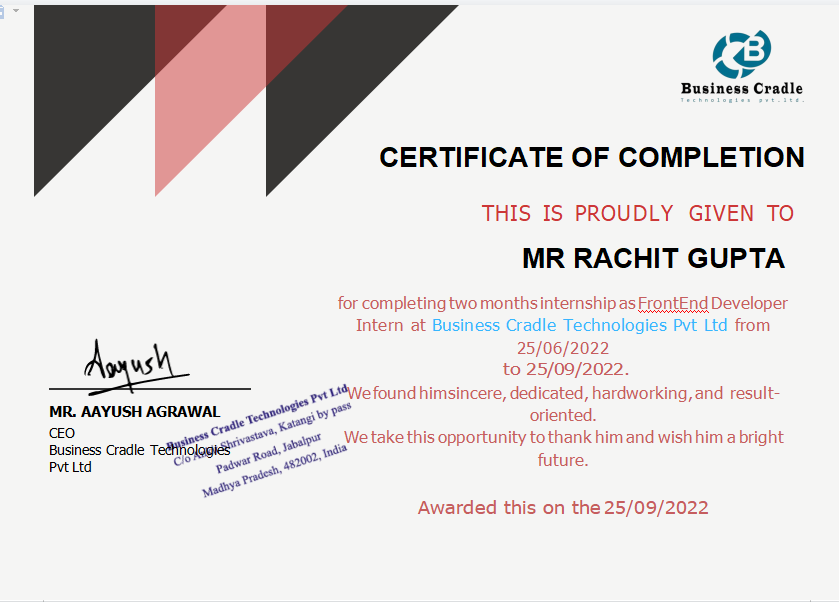 Business Cradle
Technologies pvt.ltd.
CERTIFICATE OF COMPLETION
THIS IS PROUDLY GIVEN TO
MR RACHIT GUPTA
for completing two months internship as FrontEnd Developer
Intern at Business Cradle Technologies Pvt Ltd from
25/06/2022
to 25/09/2022.
We found himsincere, dedicated, hardworking, and result-
oriented.
We take this opportunity to thank him and wish him a bright
future.
Awarded this on the 25/09/2022
Aayush
MR. AAYUSH AGRAWAL
CEO
Business Cradle Technologies
Pvt Ltd
Business Cradle Technologies Pvt Ltd
C/o Shrivastava, Katangi by pass
Padwar Road, Jabalpur
Madhya Pradesh, 482002, India